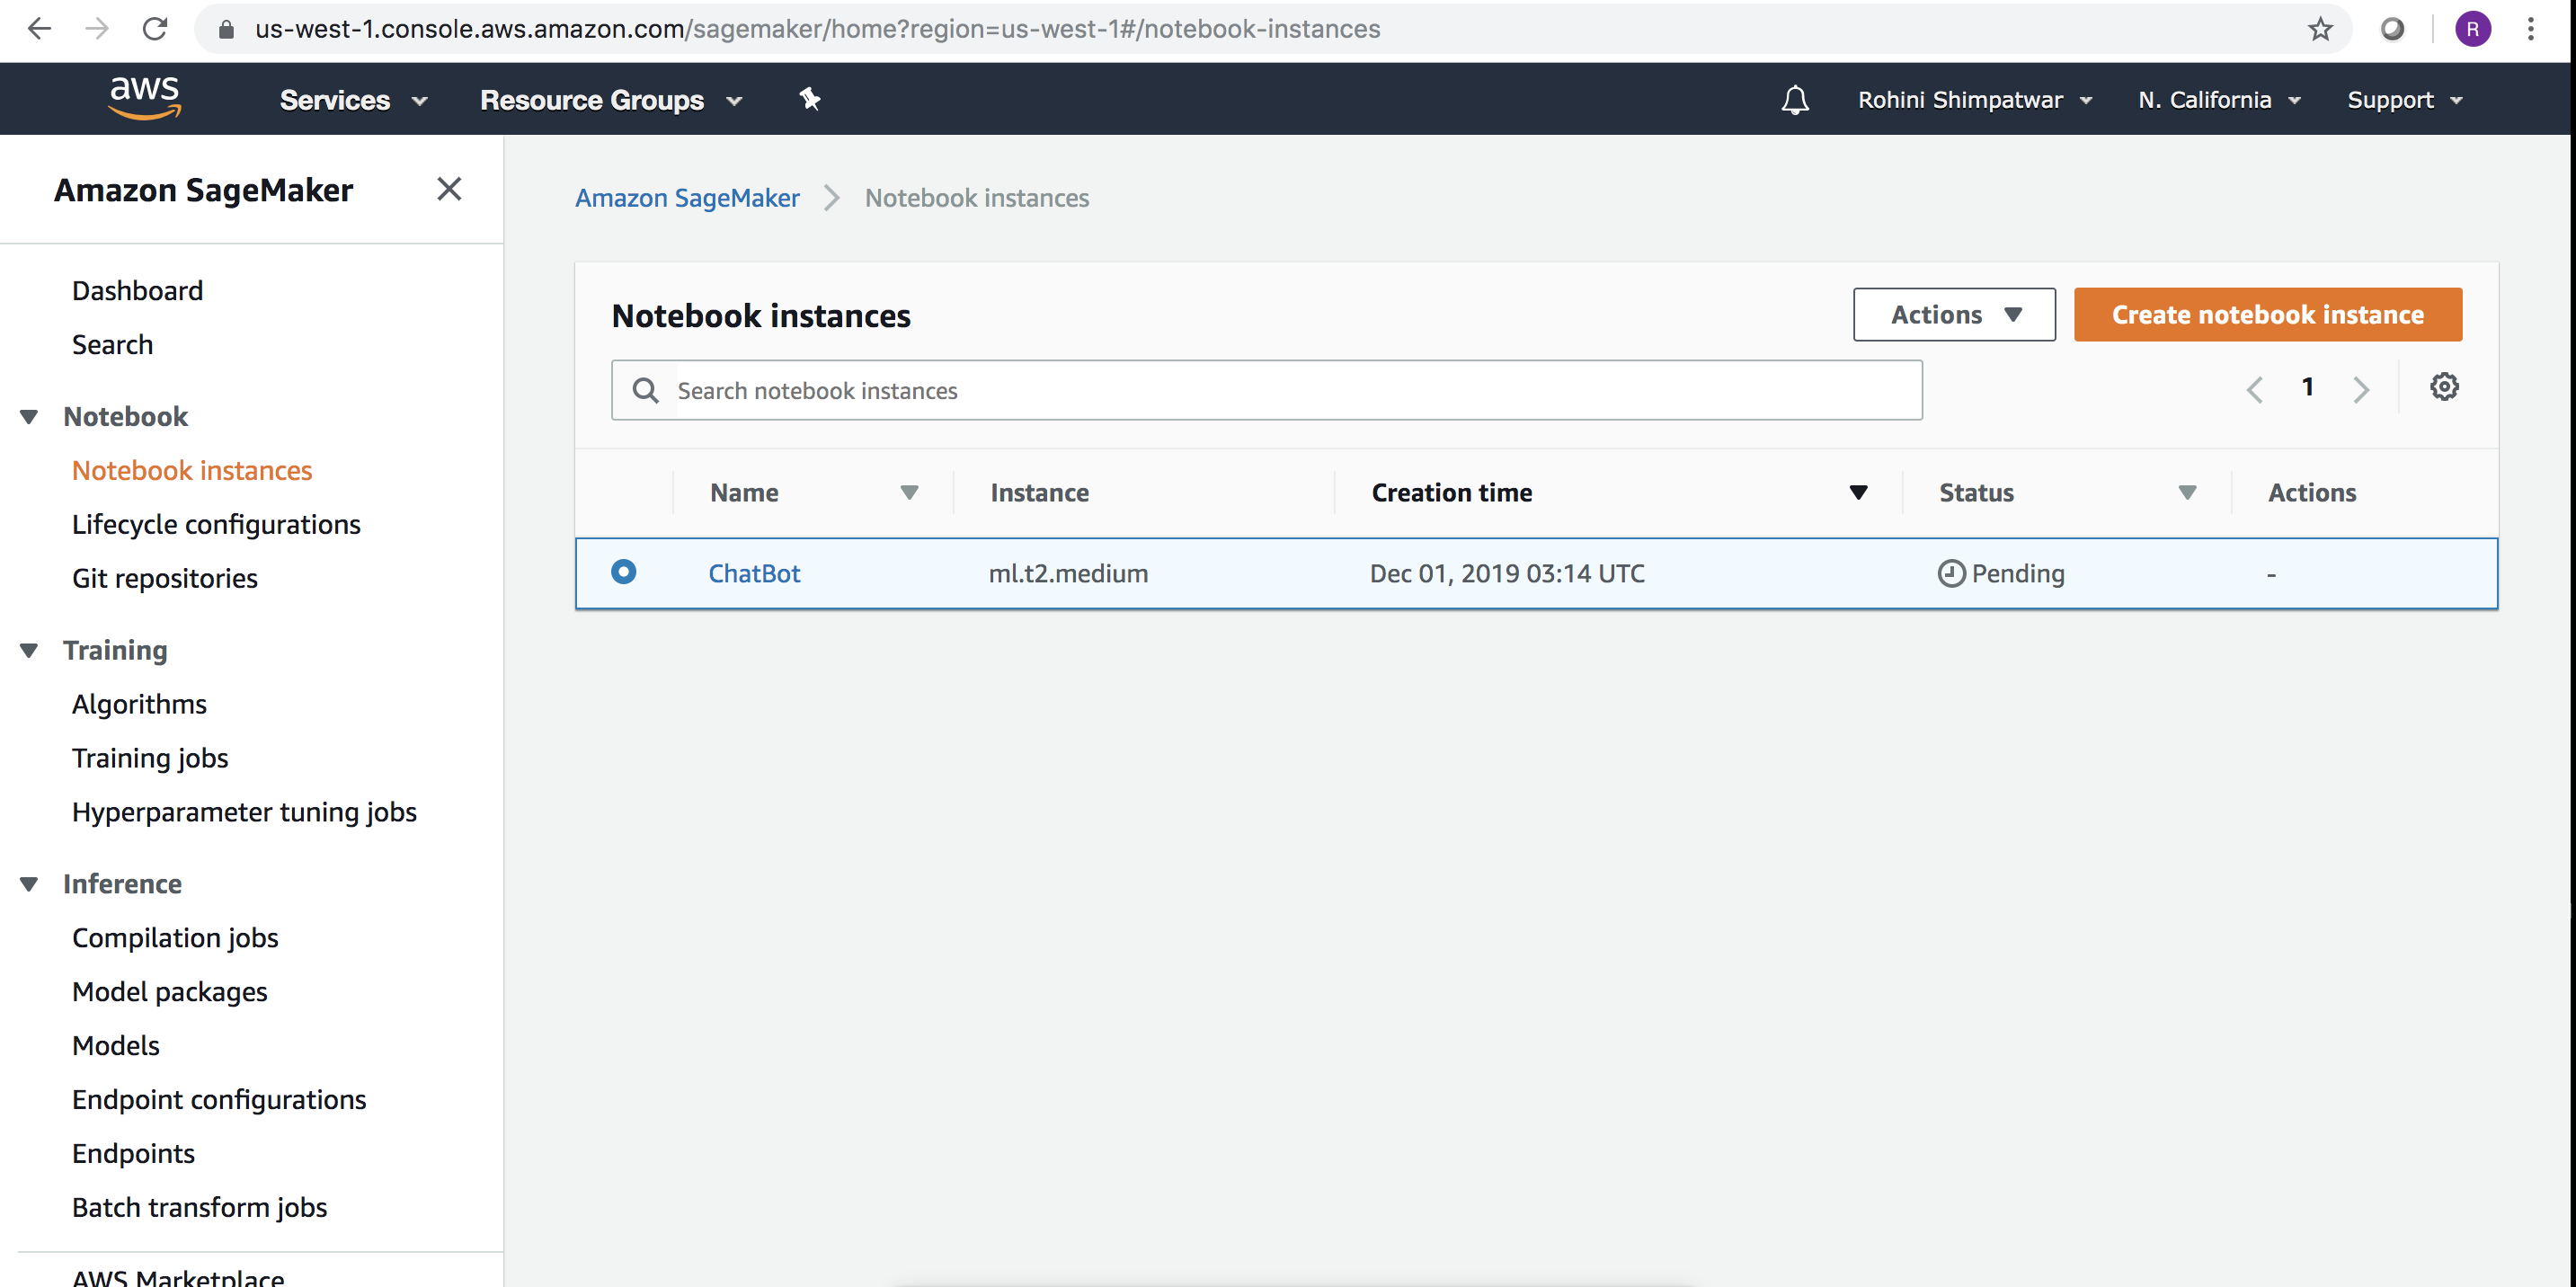 us-west-1.console.aws.amazon.com/sagemaker/home?region=us-west-1#/notebook-instances
R
aws
Services
Resource Groups
Rohini Shimpatwar
N. California
Support
Amazon SageMaker
Dashboard
Search
Notebook
Notebook instances
Lifecycle configurations
Git repositories
Training
Algorithms
Training jobs
Hyperparameter tuning jobs
Inference
Compilation jobs
Model packages
Models
Endpoint configurations
Endpoints
Batch transform jobs
AWS Marketplace
Amazon SageMaker > Notebook instances
Notebook instances
Actions
Create notebook instance
Search notebook instances
1
Name Instance Creation time Status Actions
ChatBot ml.t2.medium Dec 01, 2019 03:14 UTC Pending -